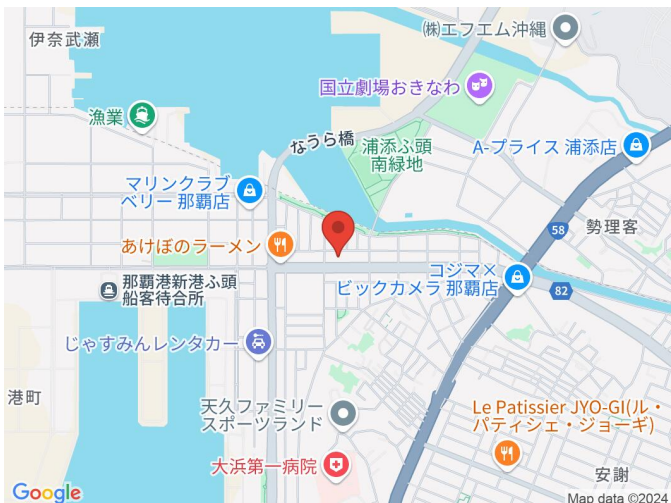 伊奈武瀬
(株)エフエム沖縄
国立劇場おきなわ
漁業
なうら橋
浦添ふ頭
南緑地
A-プライス 浦添店
マリンクラブ
ベリー 那覇店
58
勢理客
あけぼのラーメン
那覇港新港ふ頭
船客待合所
コジマ×
ビックカメラ 那覇店
82
じゃすみんレンタカー
港町
天久ファミリー
スポーツランド
Le Patissier JYO-GI(ル・
パティシェ・ジョーギ)
大浜第一病院
安謝
Google
Map data ©2024